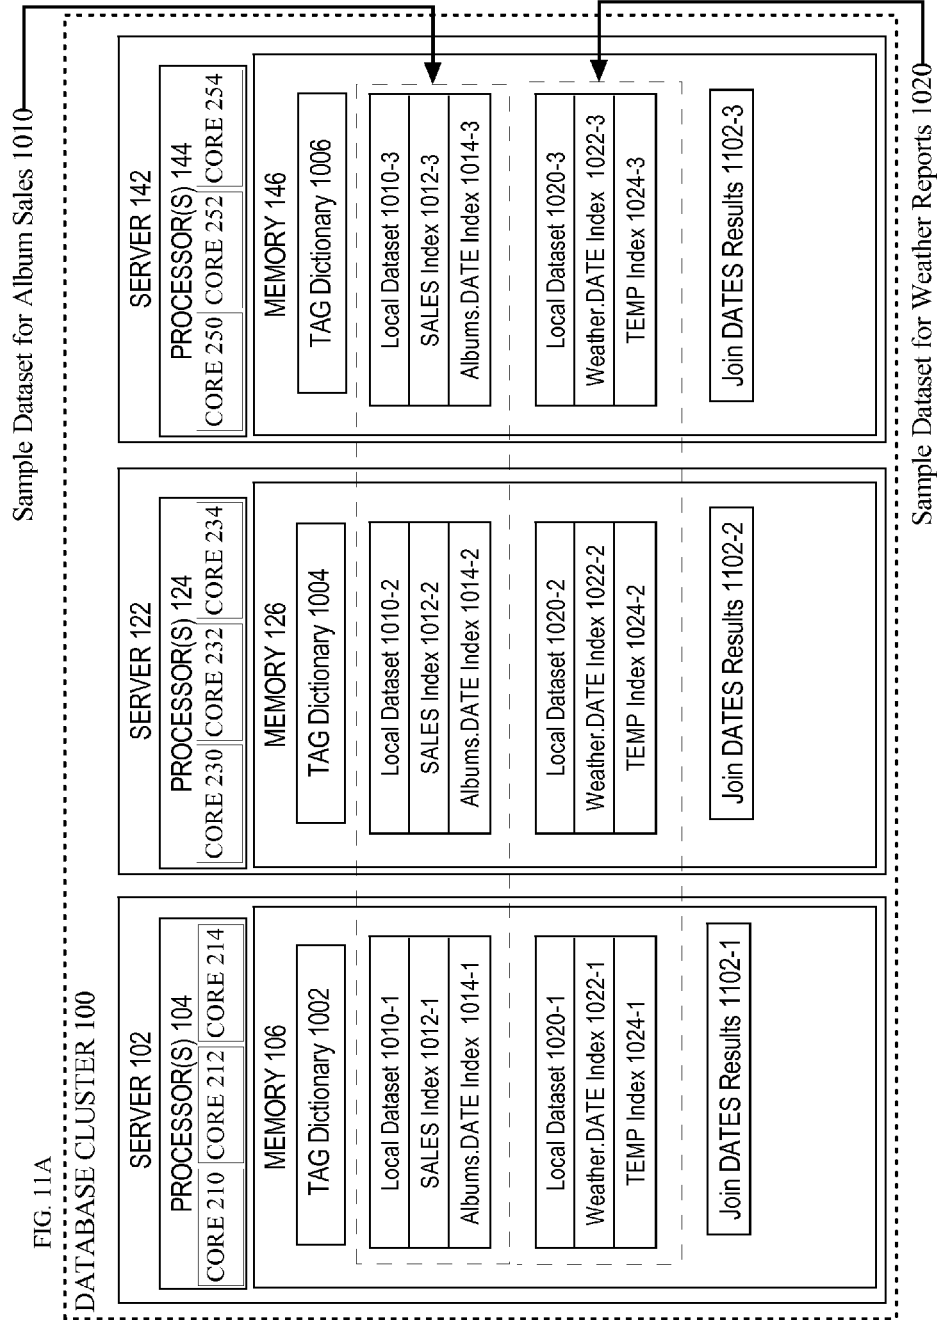 FIG. 11A
DATABASE CLUSTER 100
SERVER 102
PROCESSOR(S) 104
CORE 210
CORE 212
CORE 214
MEMORY 106
TAG Dictionary 1002
Local Dataset 1010-1
SALES Index 1012-1
Albums.DATE Index 1014-1
Local Dataset 1020-1
Weather.DATE Index 1022-1
TEMP Index 1024-1
Join DATES Results 1102-1
SERVER 122
PROCESSOR(S) 124
CORE 230
CORE 232
CORE 234
MEMORY 126
TAG Dictionary 1004
Local Dataset 1010-2
SALES Index 1012-2
Albums.DATE Index 1014-2
Local Dataset 1020-2
Weather.DATE Index 1022-2
TEMP Index 1024-2
Join DATES Results 1102-2
SERVER 142
PROCESSOR(S) 144
CORE 250
CORE 252
CORE 254
MEMORY 146
TAG Dictionary 1006
Local Dataset 1010-3
SALES Index 1012-3
Albums.DATE Index 1014-3
Local Dataset 1020-3
Weather.DATE Index 1022-3
TEMP Index 1024-3
Join DATES Results 1102-3
Sample Dataset for Album Sales 1010
Sample Dataset for Weather Reports 1020